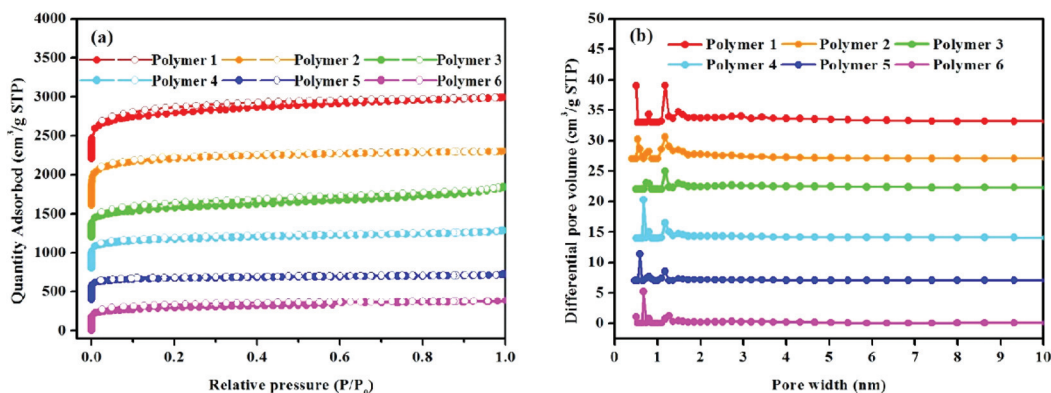 (a)
Polymer 1 Polymer 2 Polymer 3
Polymer 4 Polymer 5 Polymer 6
Quantity Adsorbed (cm³/g STP)
4000
3500
3000
2500
2000
1500
1000
500
0
0.0 0.2 0.4 0.6 0.8 1.0
Relative pressure (P/P₀)
(b)
Polymer 1 Polymer 2 Polymer 3
Polymer 4 Polymer 5 Polymer 6
Differential pore volume (cm³/g STP)
50
45
40
35
30
25
20
15
10
5
0
0 1 2 3 4 5 6 7 8 9 10
Pore width (nm)